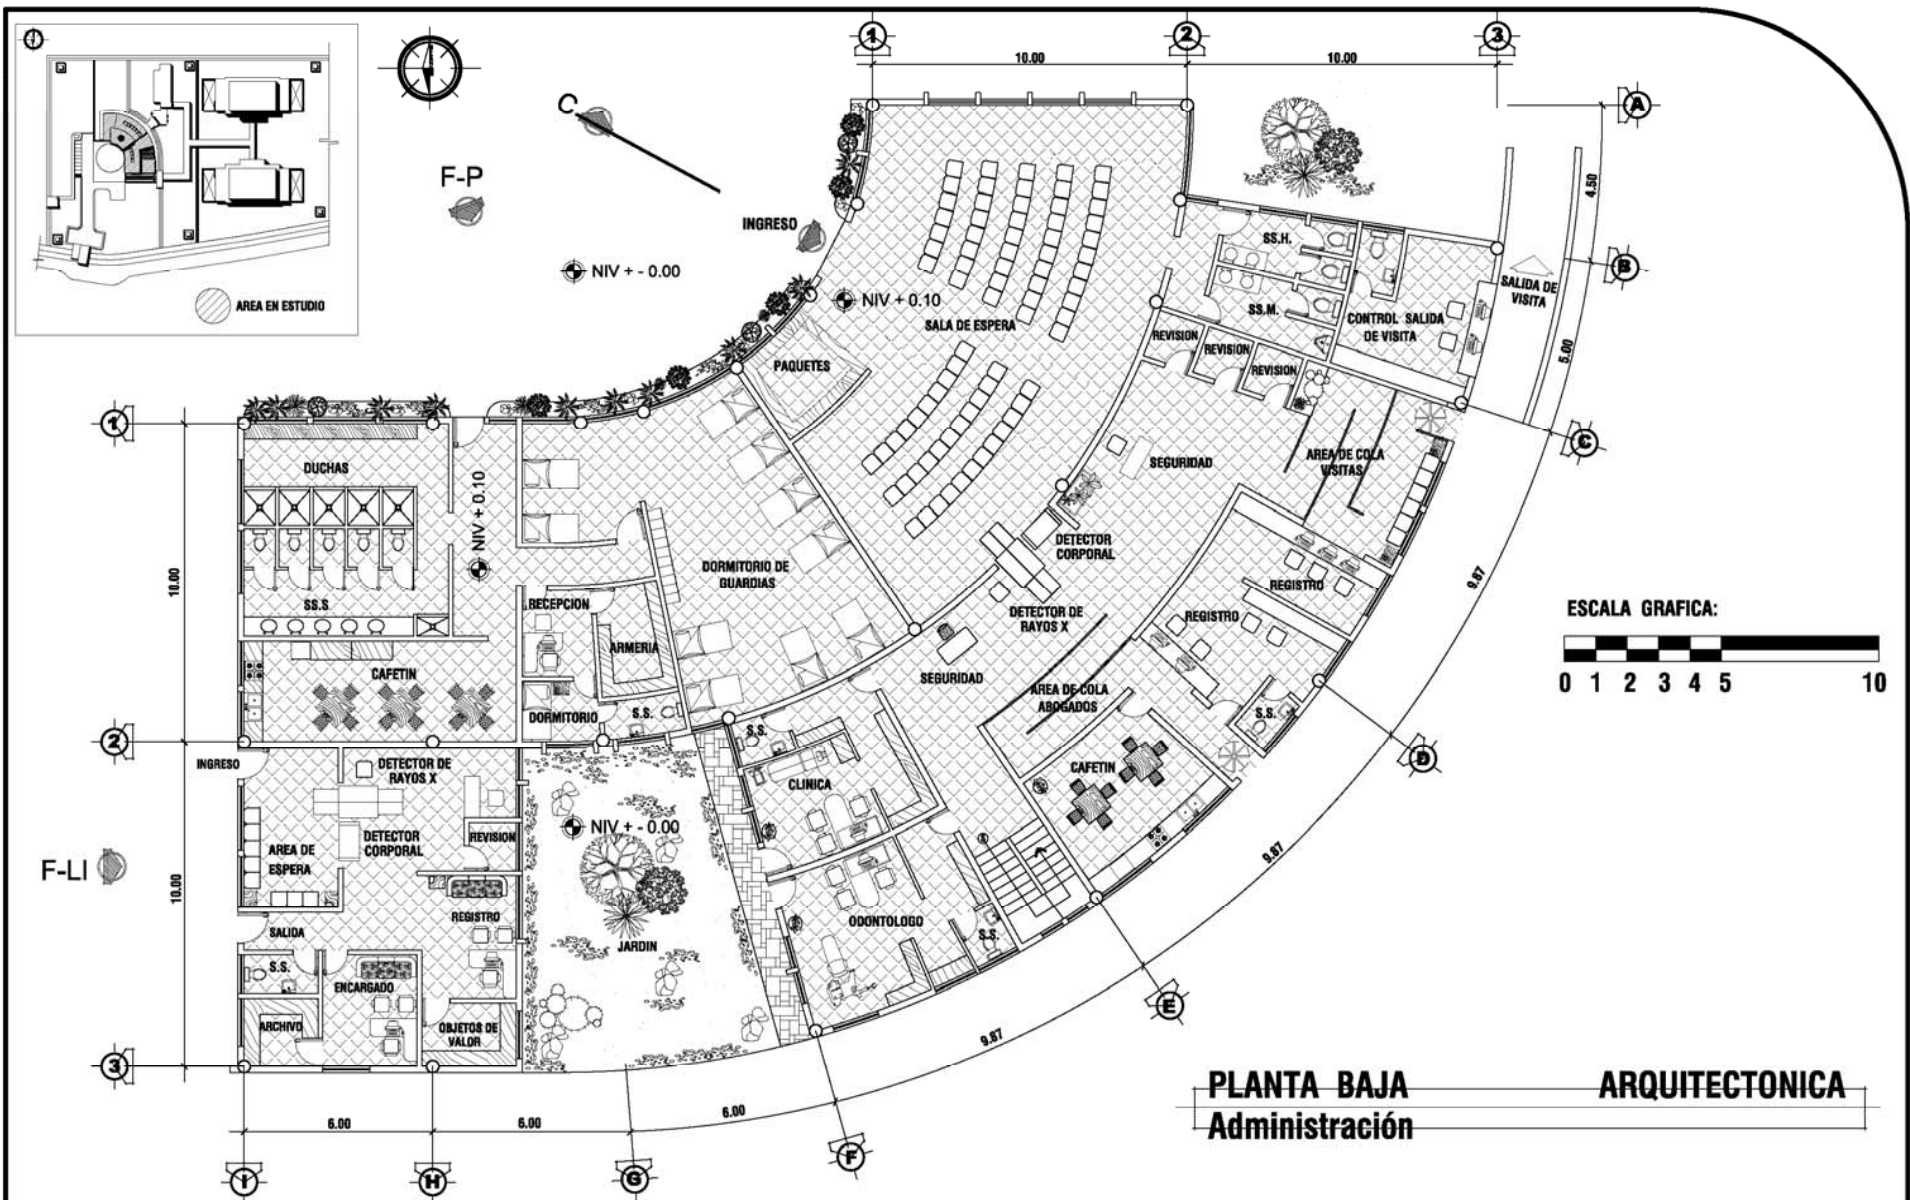 1
2
3
10.00
10.00
A
4.50
B
5.00
C
9.87
D
9.87
E
9.87
F
6.00
G
6.00
H
6.00
I
1
10.00
2
10.00
3
AREA EN ESTUDIO
C
F-P
F-LI
NIV + - 0.00
INGRESO
NIV + 0.10
SALA DE ESPERA
PAQUETES
SS.H.
SS.M.
CONTROL SALIDA
DE VISITA
SALIDA DE
VISITA
REVISION
REVISION
REVISION
SEGURIDAD
AREA DE COLA
VISITAS
DETECTOR
CORPORAL
DETECTOR DE
RAYOS X
REGISTRO
REGISTRO
SEGURIDAD
AREA DE COLA
ABOGADOS
S.S.
CAFETIN
DUCHAS
NIV + 0.10
SS.S
DORMITORIO DE
GUARDIAS
RECEPCION
ARMERIA
CAFETIN
DORMITORIO
S.S.
S.S.
CLINICA
ODONTOLOGO
S.S.
S
INGRESO
DETECTOR DE
RAYOS X
AREA DE
ESPERA
DETECTOR
CORPORAL
REVISION
NIV + - 0.00
REGISTRO
SALIDA
JARDIN
S.S.
ENCARGADO
ARCHIVO
OBJETOS DE
VALOR
ESCALA GRAFICA:
0 1 2 3 4 5 10
PLANTA BAJA ARQUITECTONICA
Administración